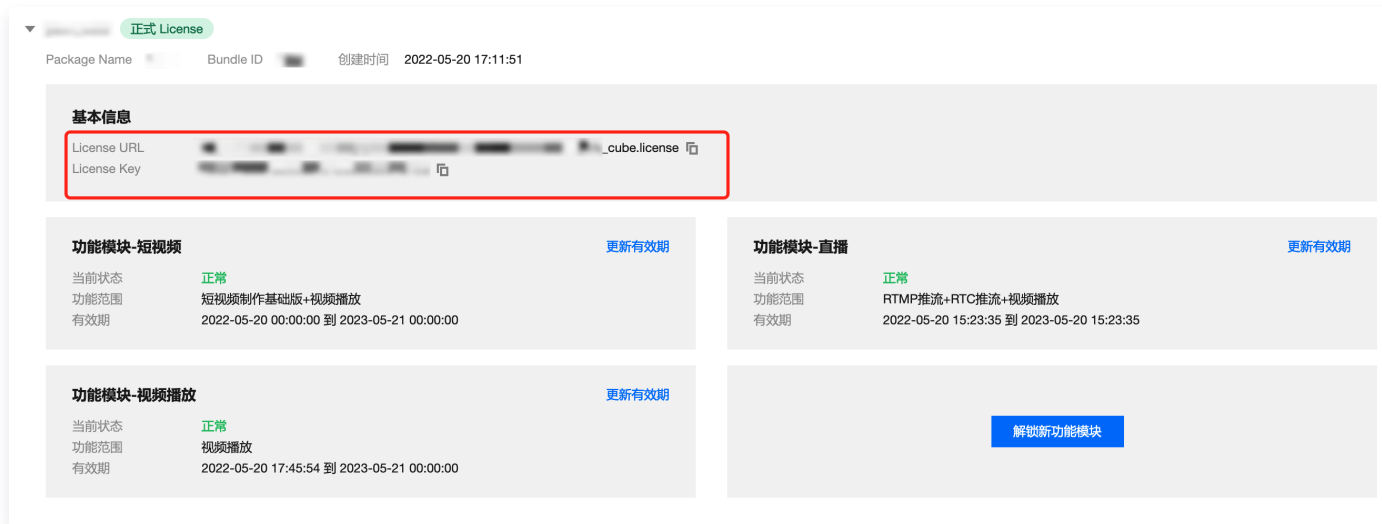 正式 License
Package Name Bundle ID 创建时间 2022-05-20 17:11:51
基本信息
License URL _cube.license
License Key
功能模块-短视频 更新有效期
当前状态 正常
功能范围 短视频制作基础版+视频播放
有效期 2022-05-20 00:00:00 到 2023-05-21 00:00:00
功能模块-直播 更新有效期
当前状态 正常
功能范围 RTMP推流+RTC推流+视频播放
有效期 2022-05-20 15:23:35 到 2023-05-20 15:23:35
功能模块-视频播放 更新有效期
当前状态 正常
功能范围 视频播放
有效期 2022-05-20 17:45:54 到 2023-05-21 00:00:00
解锁新功能模块